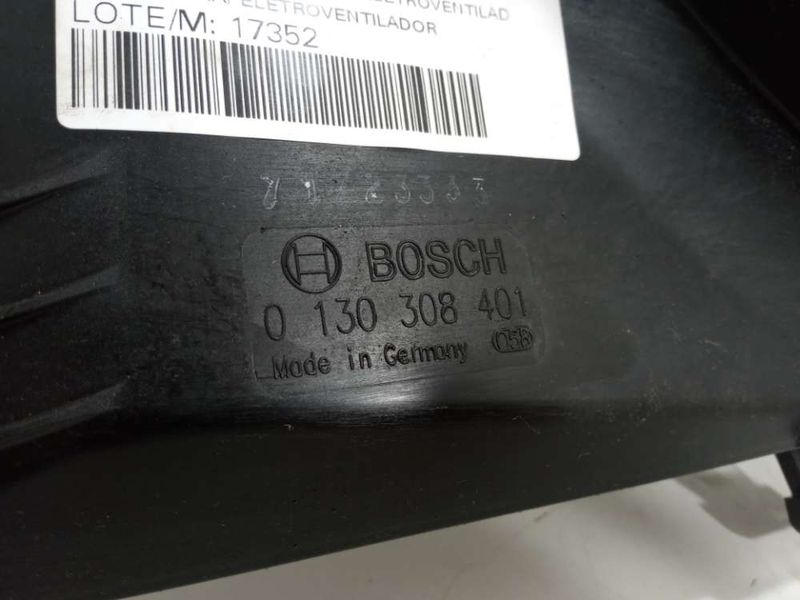 ELETROVENTILAD
ELETROVENTILADOR
LOTE/M: 17352
BOSCH
0 130 308 401
Made in Germany